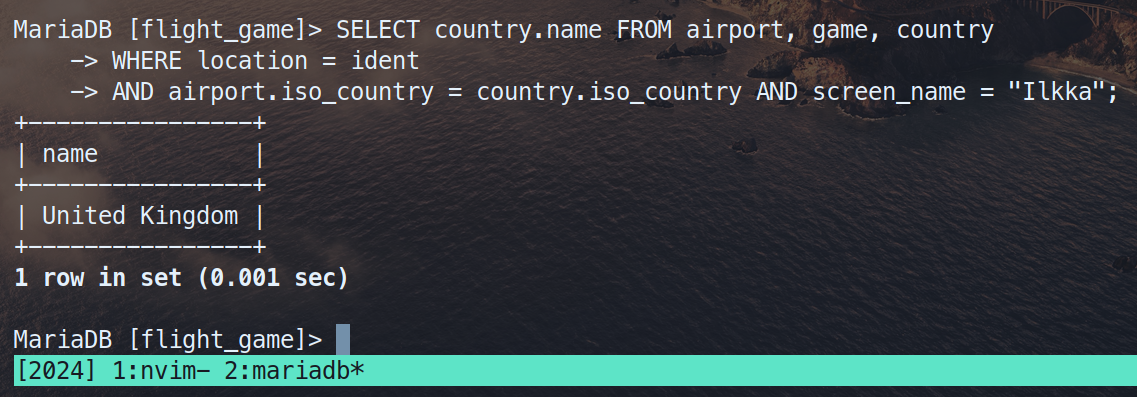 MariaDB [flight_game]> SELECT country.name FROM airport, game, country
    -> WHERE location = ident
    -> AND airport.iso_country = country.iso_country AND screen_name = "Ilkka";
+----------------+
| name           |
+----------------+
| United Kingdom |
+----------------+
1 row in set (0.001 sec)
MariaDB [flight_game]>
[2024] 1:nvim- 2:mariadb*